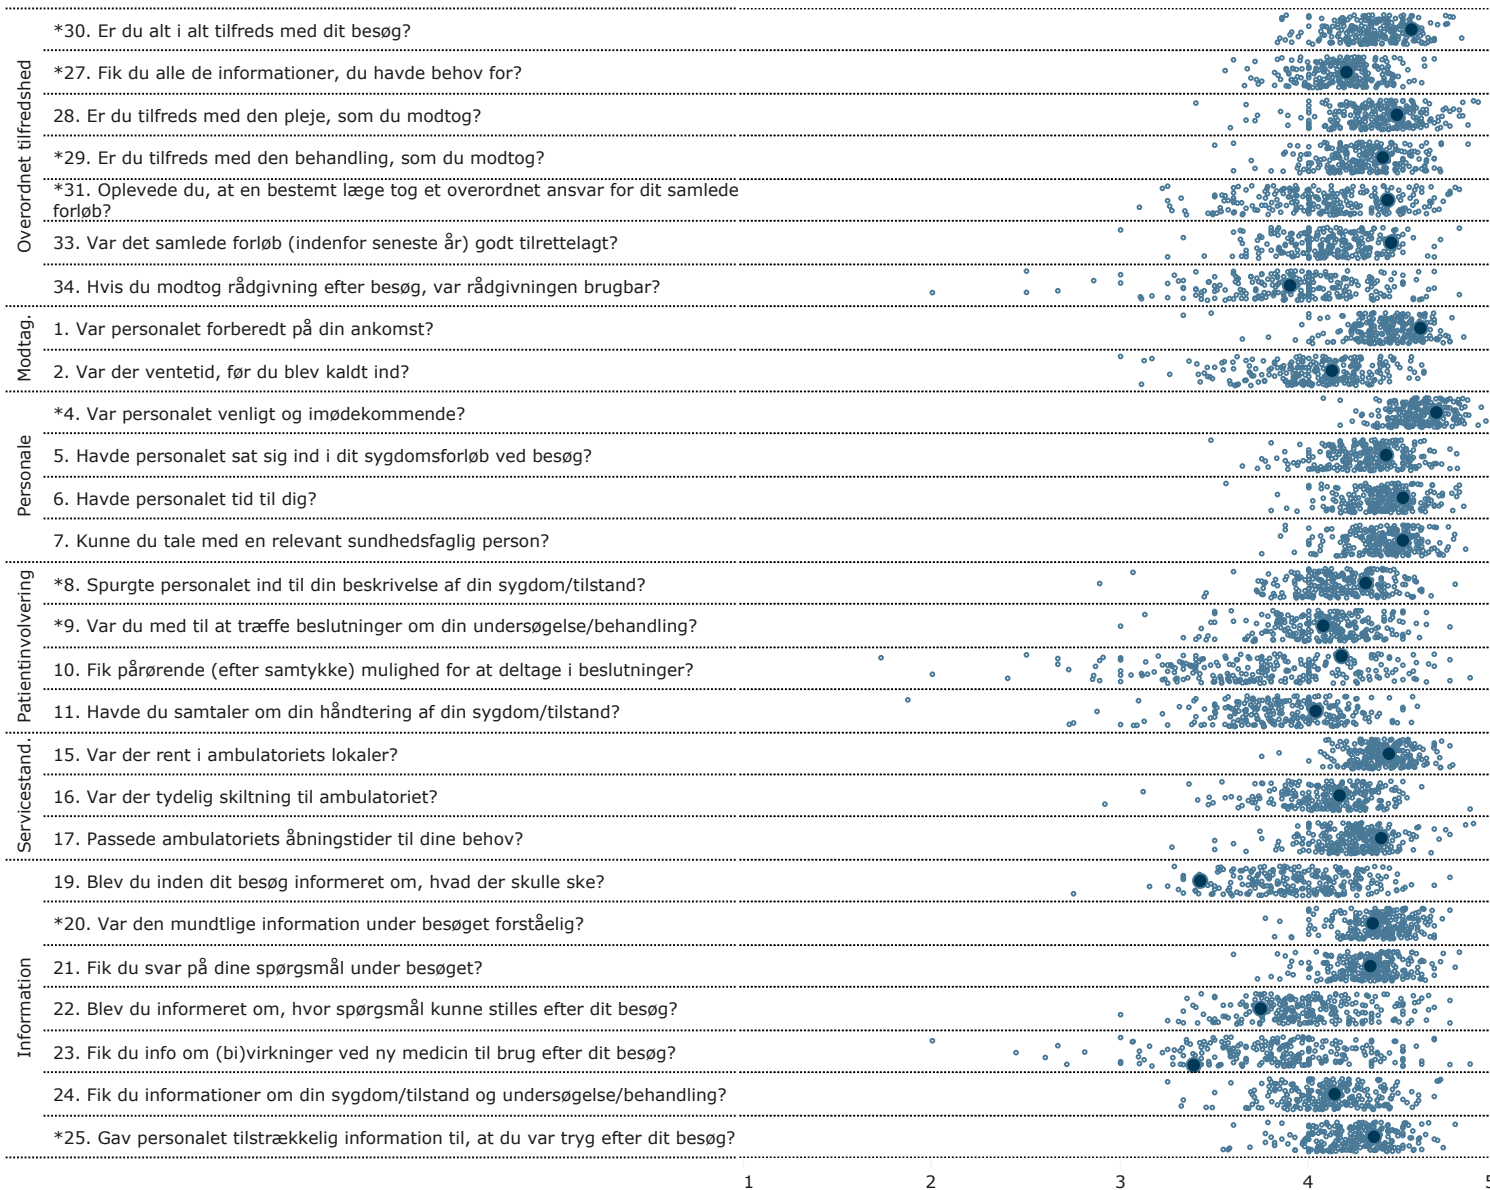 Overordnet tilfredshed
*30. Er du alt i alt tilfreds med dit besøg?
*27. Fik du alle de informationer, du havde behov for?
28. Er du tilfreds med den pleje, som du modtog?
*29. Er du tilfreds med den behandling, som du modtog?
*31. Oplevede du, at en bestemt læge tog et overordnet ansvar for dit samlede
forløb?
33. Var det samlede forløb (indenfor seneste år) godt tilrettelagt?
34. Hvis du modtog rådgivning efter besøg, var rådgivningen brugbar?
Modtag.
1. Var personalet forberedt på din ankomst?
2. Var der ventetid, før du blev kaldt ind?
Personale
*4. Var personalet venligt og imødekommende?
5. Havde personalet sat sig ind i dit sygdomsforløb ved besøg?
6. Havde personalet tid til dig?
7. Kunne du tale med en relevant sundhedsfaglig person?
Patientinvolvering
*8. Spurgte personalet ind til din beskrivelse af din sygdom/tilstand?
*9. Var du med til at træffe beslutninger om din undersøgelse/behandling?
10. Fik pårørende (efter samtykke) mulighed for at deltage i beslutninger?
11. Havde du samtaler om din håndtering af din sygdom/tilstand?
Servicestand.
15. Var der rent i ambulatoriets lokaler?
16. Var der tydelig skiltning til ambulatoriet?
17. Passede ambulatoriets åbningstider til dine behov?
Information
19. Blev du inden dit besøg informeret om, hvad der skulle ske?
*20. Var den mundtlige information under besøget forståelig?
21. Fik du svar på dine spørgsmål under besøget?
22. Blev du informeret om, hvor spørgsmål kunne stilles efter dit besøg?
23. Fik du info om (bi)virkninger ved ny medicin til brug efter dit besøg?
24. Fik du informationer om din sygdom/tilstand og undersøgelse/behandling?
*25. Gav personalet tilstrækkelig information til, at du var tryg efter dit besøg?
1 2 3 4 5